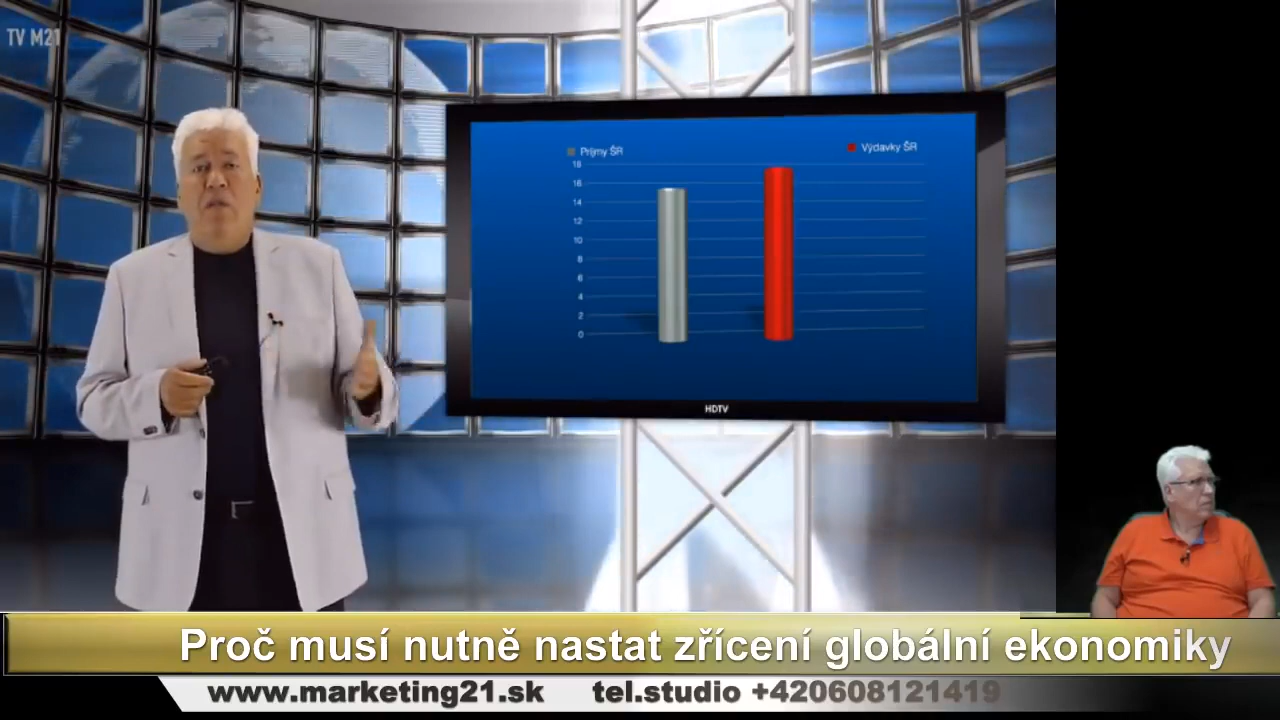 TV M21
Príjmy ŠR
Výdavky ŠR
18
16
14
12
10
8
6
4
2
0
HDTV
Proč musí nutně nastat zřícení globální ekonomiky
www.marketing21.sk tel.studio +420608121419